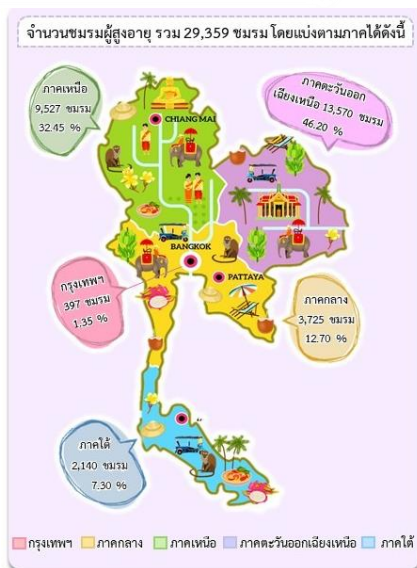 จำนวนชมรมผู้สูงอายุ รวม 29,359 ชมรม โดยแบ่งตามภาคได้ดังนี้
ภาคเหนือ
9,527 ชมรม
32.45 %
ภาคตะวันออก
เฉียงเหนือ 13,570 ชมรม
46.20 %
CHIANG MAI
BANGKOK
PATTAYA
กรุงเทพฯ
397 ชมรม
1.35 %
ภาคกลาง
3,725 ชมรม
12.70 %
ภาคใต้
2,140 ชมรม
7.30 %
กรุงเทพฯ ภาคกลาง ภาคเหนือ ภาคตะวันออกเฉียงเหนือ ภาคใต้